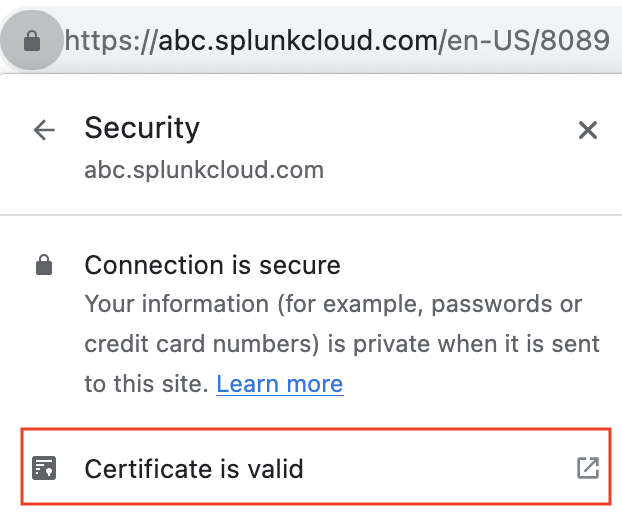 https://abc.splunkcloud.com/en-US/8089
Security
abc.splunkcloud.com
Connection is secure
Your information (for example, passwords or
credit card numbers) is private when it is sent
to this site. Learn more
Certificate is valid